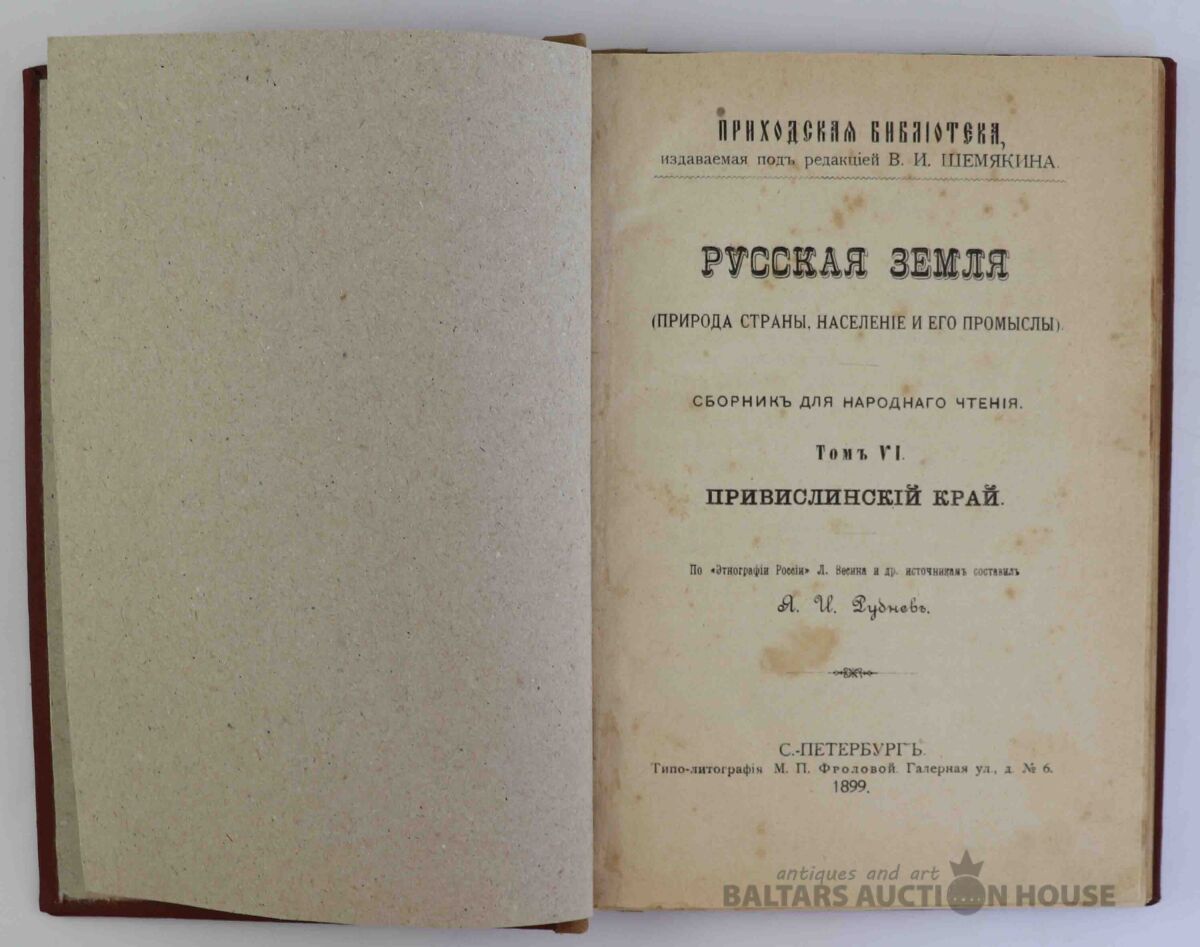 ПРИХОДСКАЯ БИБЛІОТЕКА,
издаваемая подъ редакціей В. И. ШЕМЯКИНА.
РУССКАЯ ЗЕМЛЯ
(ПРИРОДА СТРАНЫ, НАСЕЛЕНІЕ И ЕГО ПРОМЫСЛЫ).
СБОРНИКЪ ДЛЯ НАРОДНАГО ЧТЕНІЯ.
Томъ VI.
ПРИВИСЛИНСКІЙ КРАЙ.
По «Этнографіи Россіи» Л. Весина и др. источникамъ составилъ
Я. И. Рудневъ.
С.-ПЕТЕРБУРГЪ.
Типо-литографія М. П. Фроловой. Галерная ул., д. № 6.
1899.
antiques and art
BALTARS AUCTION HOUSE